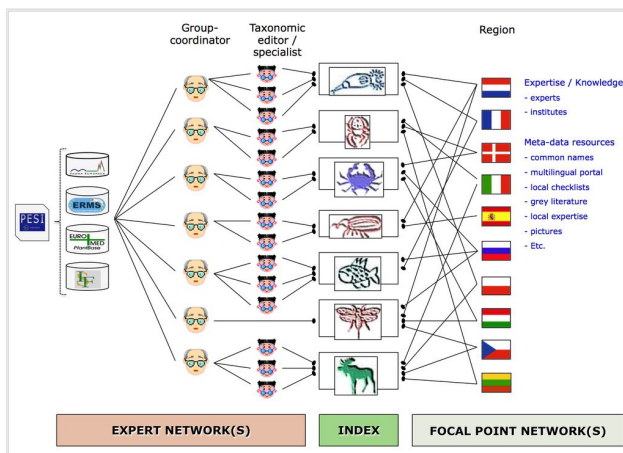 Group-
coordinator
Taxonomic
editor /
specialist
Region
Expertise / Knowledge
- experts
- institutes
Meta-data resources
- common names
- multilingual portal
- local checklists
- grey literature
- local expertise
- pictures
- Etc.
PESI
ERMS
EURO
MED
PlantBase
EXPERT NETWORK(S)
INDEX
FOCAL POINT NETWORK(S)